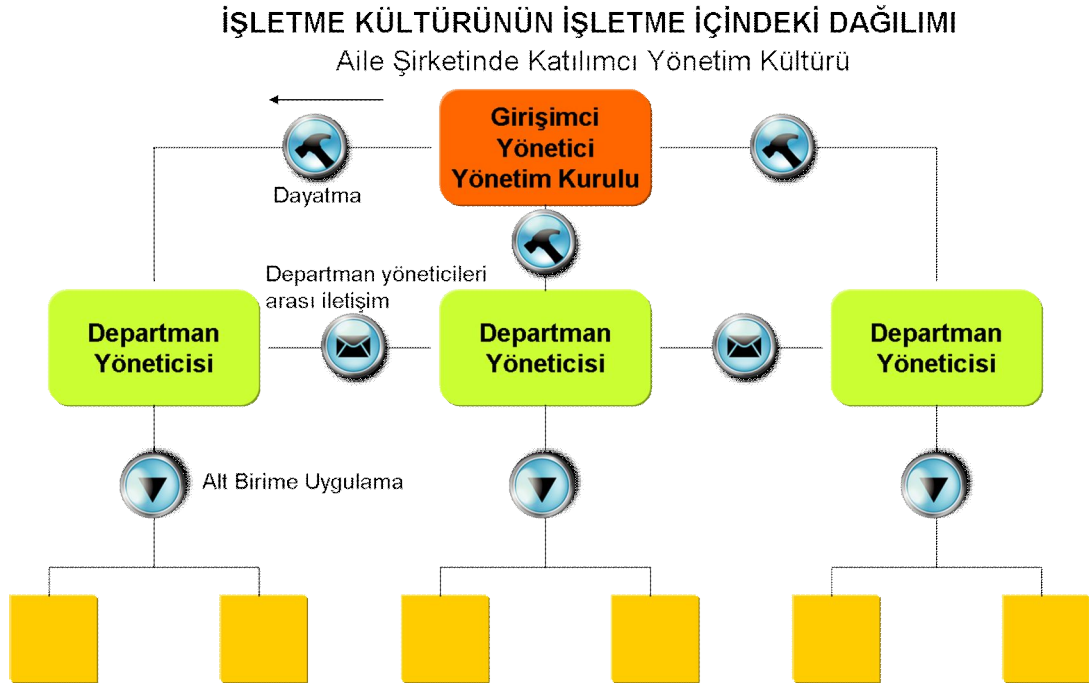 İŞLETME KÜLTÜRÜNÜN İŞLETME İÇİNDEKİ DAĞILIMI
Aile Şirketinde Katılımcı Yönetim Kültürü
Girişimci
Yönetici
Yönetim Kurulu
Dayatma
Departman yöneticileri
arası iletişim
Departman
Yöneticisi
Departman
Yöneticisi
Departman
Yöneticisi
Alt Birime Uygulama